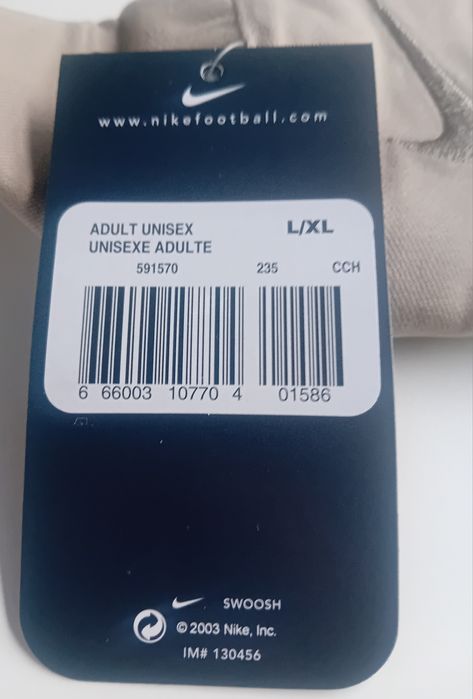 www.nikefootball.com
ADULT UNISEX L/XL
UNISEXE ADULTE
591570 235 CCH
6 66003 10770 4 01586
SWOOSH
© 2003 Nike, Inc.
IM# 130456